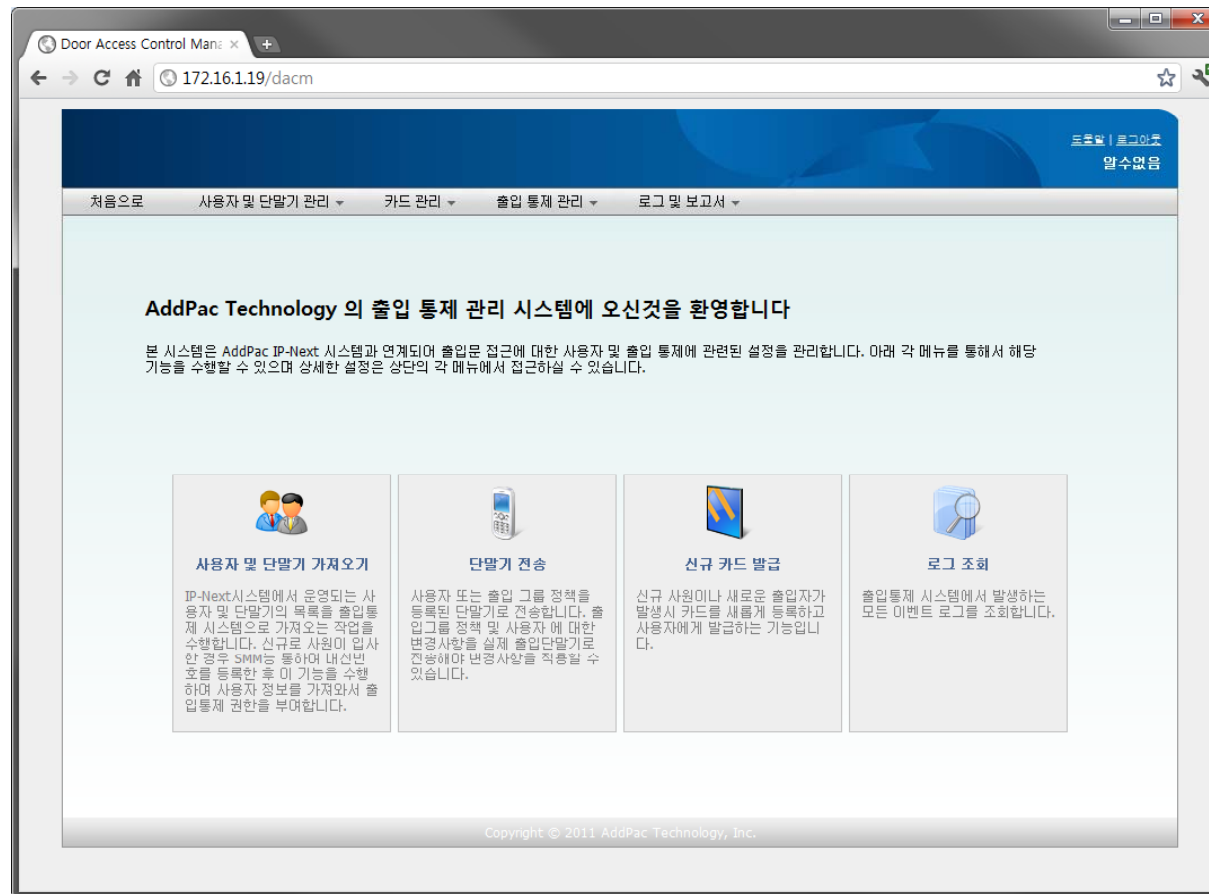 Door Access Control Mana
172.16.1.19/dacm
도움말 | 로그아웃
알수없음
처음으로 사용자 및 단말기 관리 카드 관리 출입 통제 관리 로그 및 보고서
AddPac Technology 의 출입 통제 관리 시스템에 오신것을 환영합니다
본 시스템은 AddPac IP-Next 시스템과 연계되어 출입문 접근에 대한 사용자 및 출입 통제에 관련된 설정을 관리합니다. 아래 각 메뉴를 통해서 해당
기능을 수행할 수 있으며 상세한 설정은 상단의 각 메뉴에서 접근하실 수 있습니다.
사용자 및 단말기 가져오기
IP-Next시스템에서 운영되는 사
용자 및 단말기의 목록을 출입통
제 시스템으로 가져오는 작업을
수행합니다. 신규로 사원이 입사
한 경우 SMM을 통하여 내선번
호를 등록한 후 이 기능을 수행
하여 사용자 정보를 가져와서 출
입통제 권한을 부여합니다.
단말기 전송
사용자 또는 출입 그룹 정책을
등록된 단말기로 전송합니다. 출
입그룹 정책 및 사용자 에 대한
변경사항을 실제 출입단말기로
전송해야 변경사항을 적용할 수
있습니다.
신규 카드 발급
신규 사원이나 새로운 출입자가
발생시 카드를 새롭게 등록하고
사용자에게 발급하는 기능입니
다.
로그 조회
출입통제 시스템에서 발생하는
모든 이벤트 로그를 조회합니다.
Copyright © 2011 AddPac Technology, Inc.